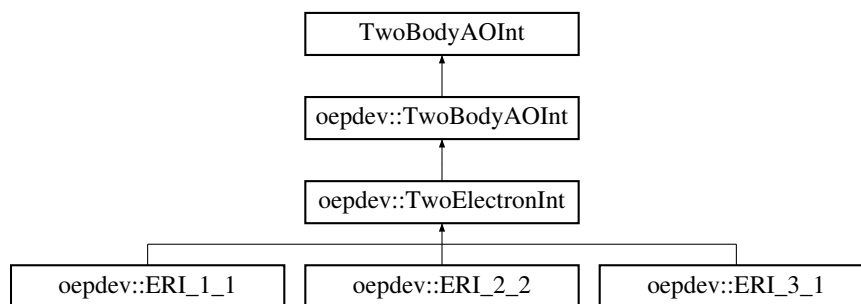 TwoBodyAOInt
oepdev::TwoBodyAOInt
oepdev::TwoElectronInt
oepdev::ERI_1_1 oepdev::ERI_2_2 oepdev::ERI_3_1